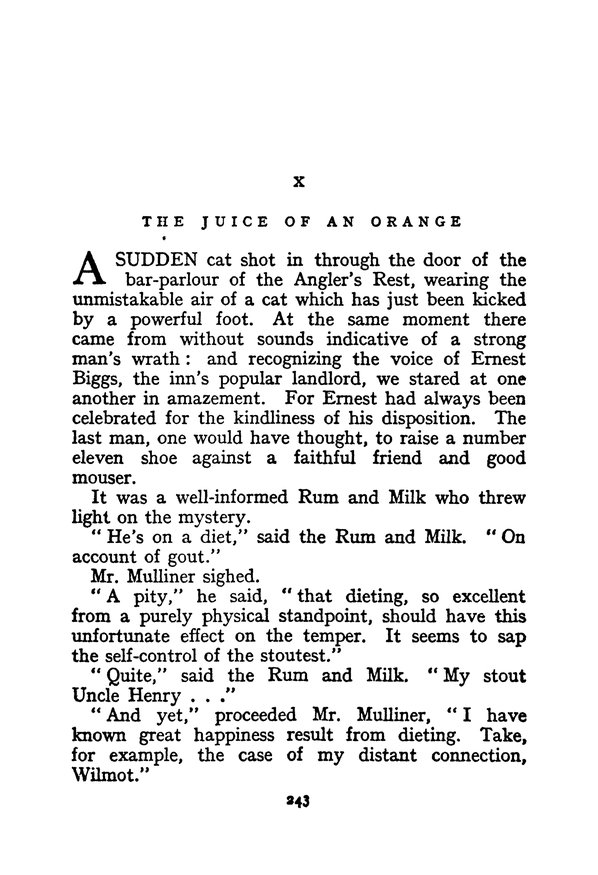 X
THE JUICE OF AN ORANGE
A SUDDEN cat shot in through the door of the
bar-parlour of the Angler's Rest, wearing the
unmistakable air of a cat which has just been kicked
by a powerful foot. At the same moment there
came from without sounds indicative of a strong
man's wrath : and recognizing the voice of Ernest
Biggs, the inn's popular landlord, we stared at one
another in amazement. For Ernest had always been
celebrated for the kindliness of his disposition. The
last man, one would have thought, to raise a number
eleven shoe against a faithful friend and good
mouser.
It was a well-informed Rum and Milk who threw
light on the mystery.
“ He's on a diet,” said the Rum and Milk. “ On
account of gout.”
Mr. Mulliner sighed.
“ A pity,” he said, “ that dieting, so excellent
from a purely physical standpoint, should have this
unfortunate effect on the temper. It seems to sap
the self-control of the stoutest.”
“ Quite,” said the Rum and Milk. “ My stout
Uncle Henry . . .”
“ And yet,” proceeded Mr. Mulliner, “ I have
known great happiness result from dieting. Take,
for example, the case of my distant connection,
Wilmot.”
243